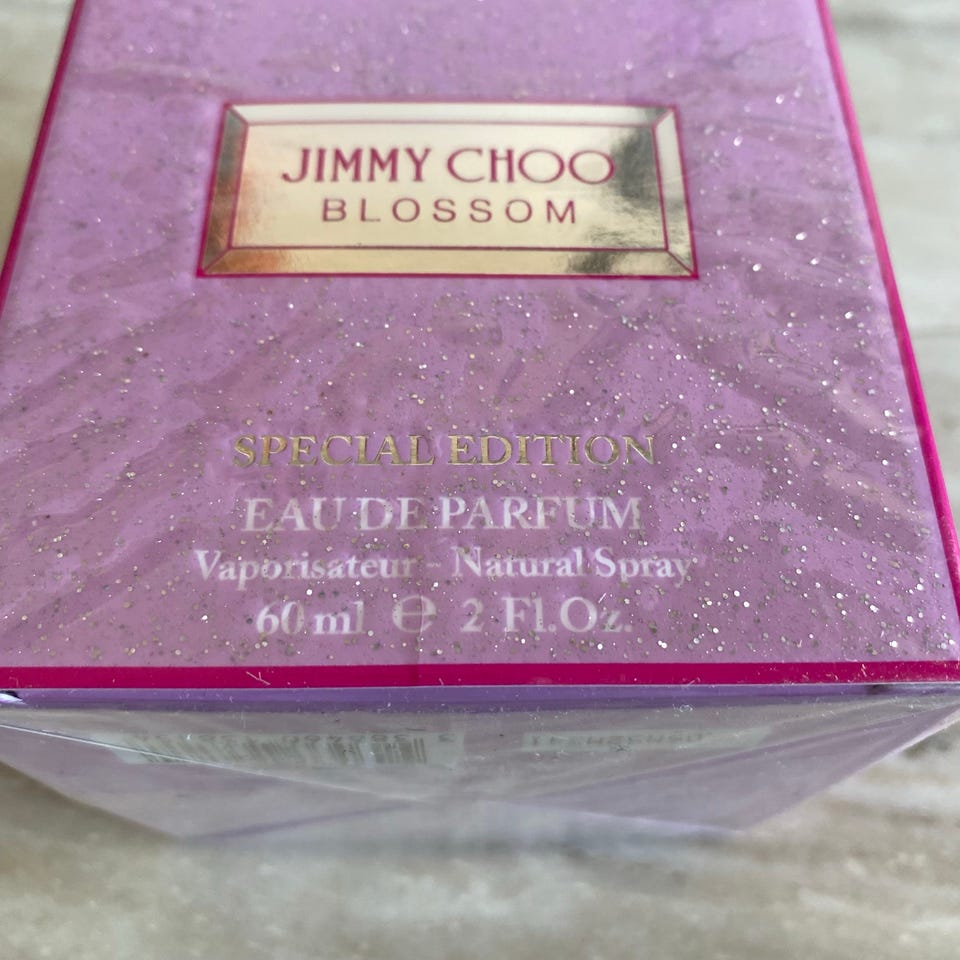 JIMMY CHOO
BLOSSOM
SPECIAL EDITION
EAU DE PARFUM
Vaporisateur - Natural Spray
60 ml ℮ 2 Fl.Oz.